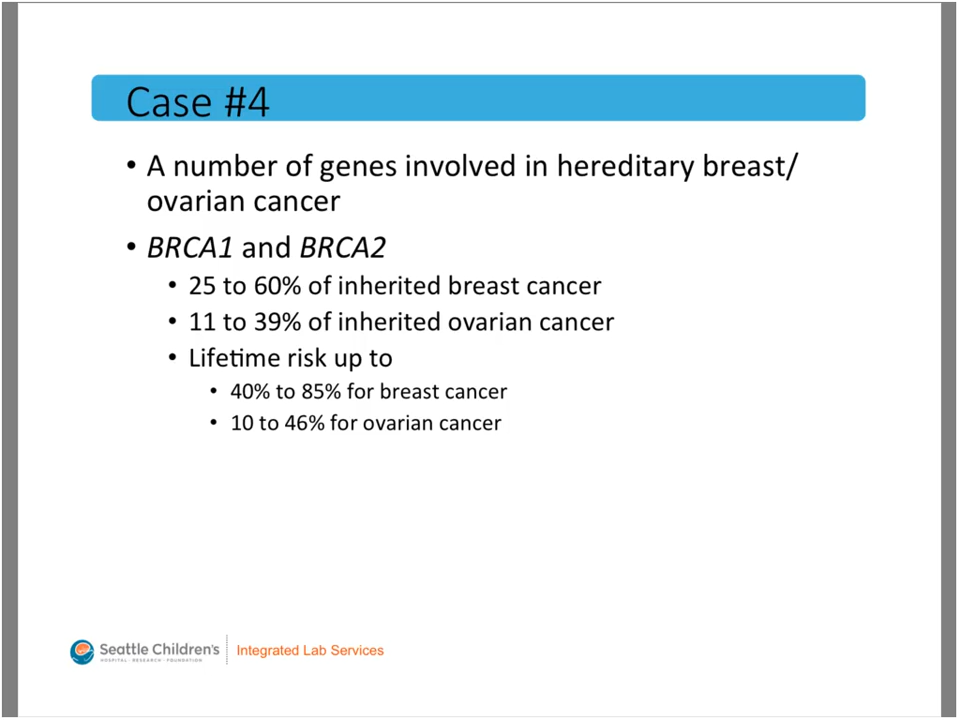 Case #4
• A number of genes involved in hereditary breast/
ovarian cancer
• BRCA1 and BRCA2
• 25 to 60% of inherited breast cancer
• 11 to 39% of inherited ovarian cancer
• Lifetime risk up to
• 40% to 85% for breast cancer
• 10 to 46% for ovarian cancer
Seattle Children's
HOSPITAL · RESEARCH · FOUNDATION
Integrated Lab Services